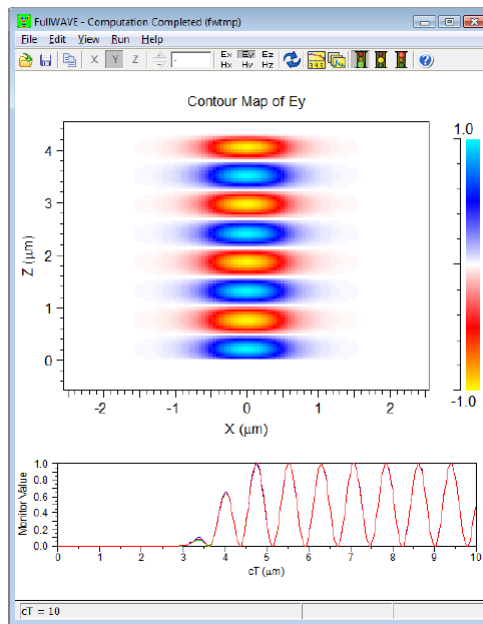 FullWAVE - Computation Completed (fwtmp)
File Edit View Run Help
X Y Z - Ex Ey Ez
Hx Hy Hz
Contour Map of Ey
1.0
4
3
2
1
0
Z (µm)
-1.0
-2 -1 0 1 2
X (µm)
1.0
0.8
0.6
0.4
0.2
0.0
Monitor Value
0 1 2 3 4 5 6 7 8 9 10
cT (µm)
cT = 10